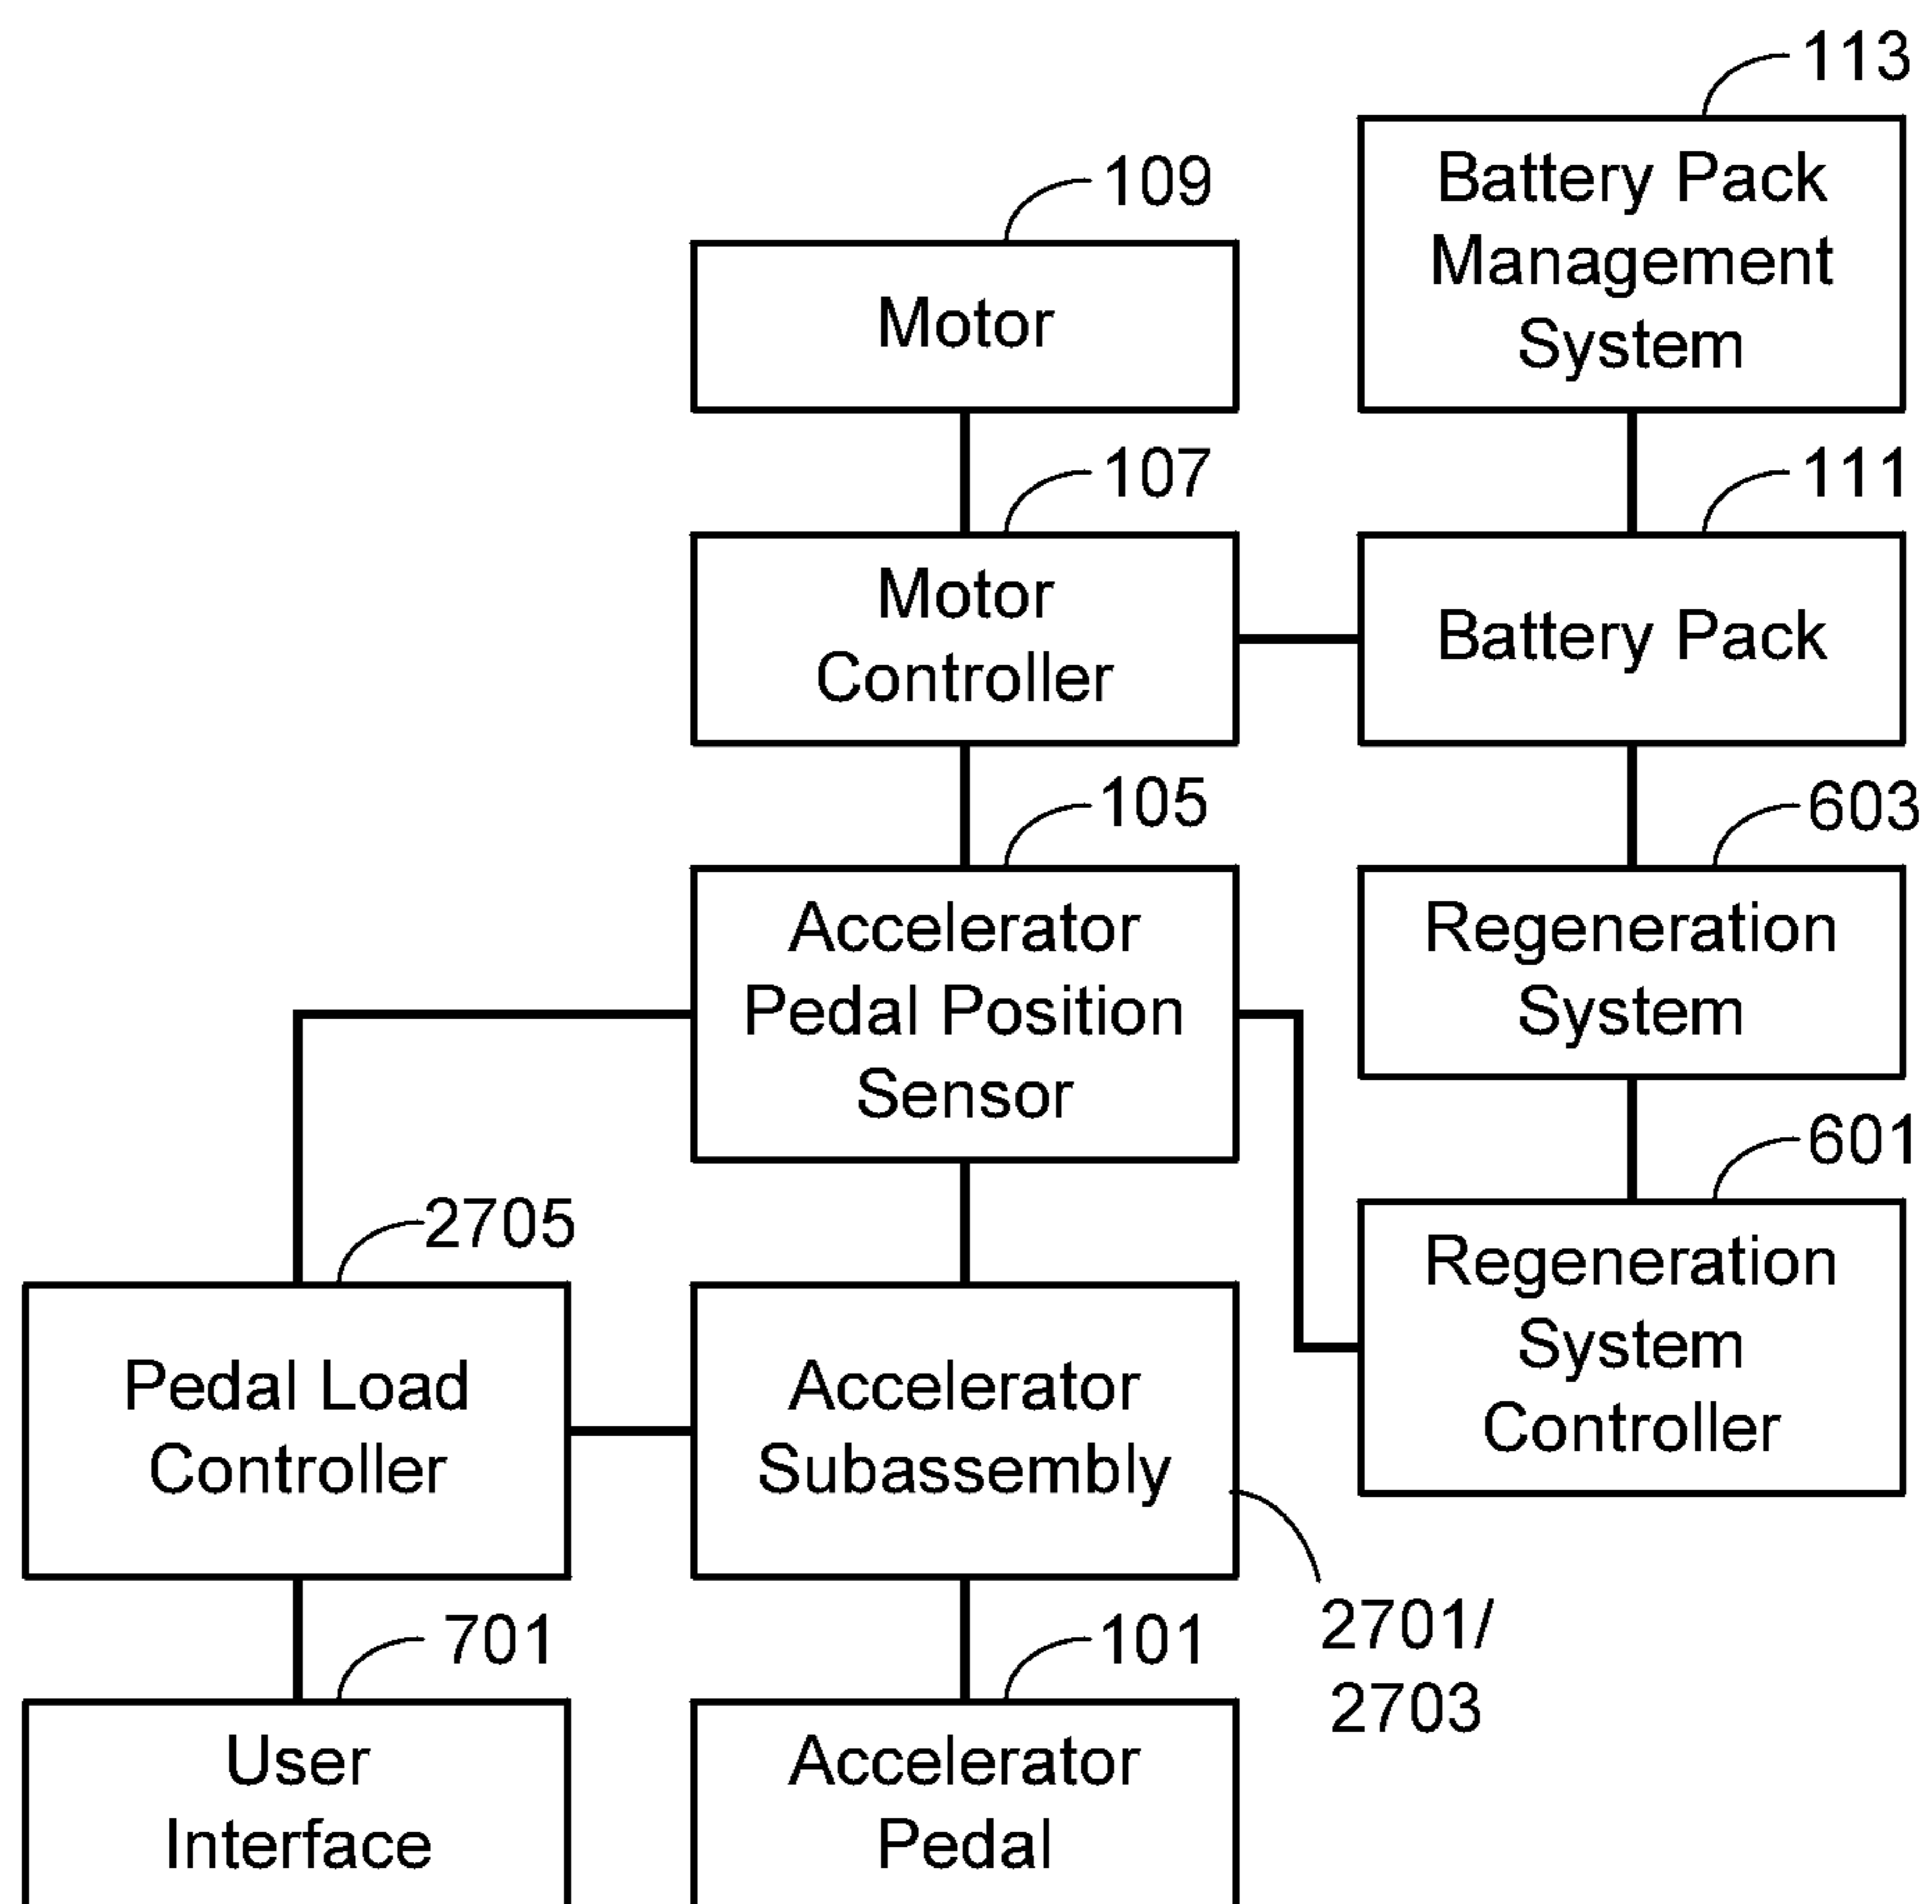 113
Battery Pack
Management
System
109
Motor
107
Motor
Controller
111
Battery Pack
105
Accelerator
Pedal Position
Sensor
603
Regeneration
System
601
Regeneration
System
Controller
2705
Pedal Load
Controller
Accelerator
Subassembly
2701/
2703
701
User
Interface
101
Accelerator
Pedal